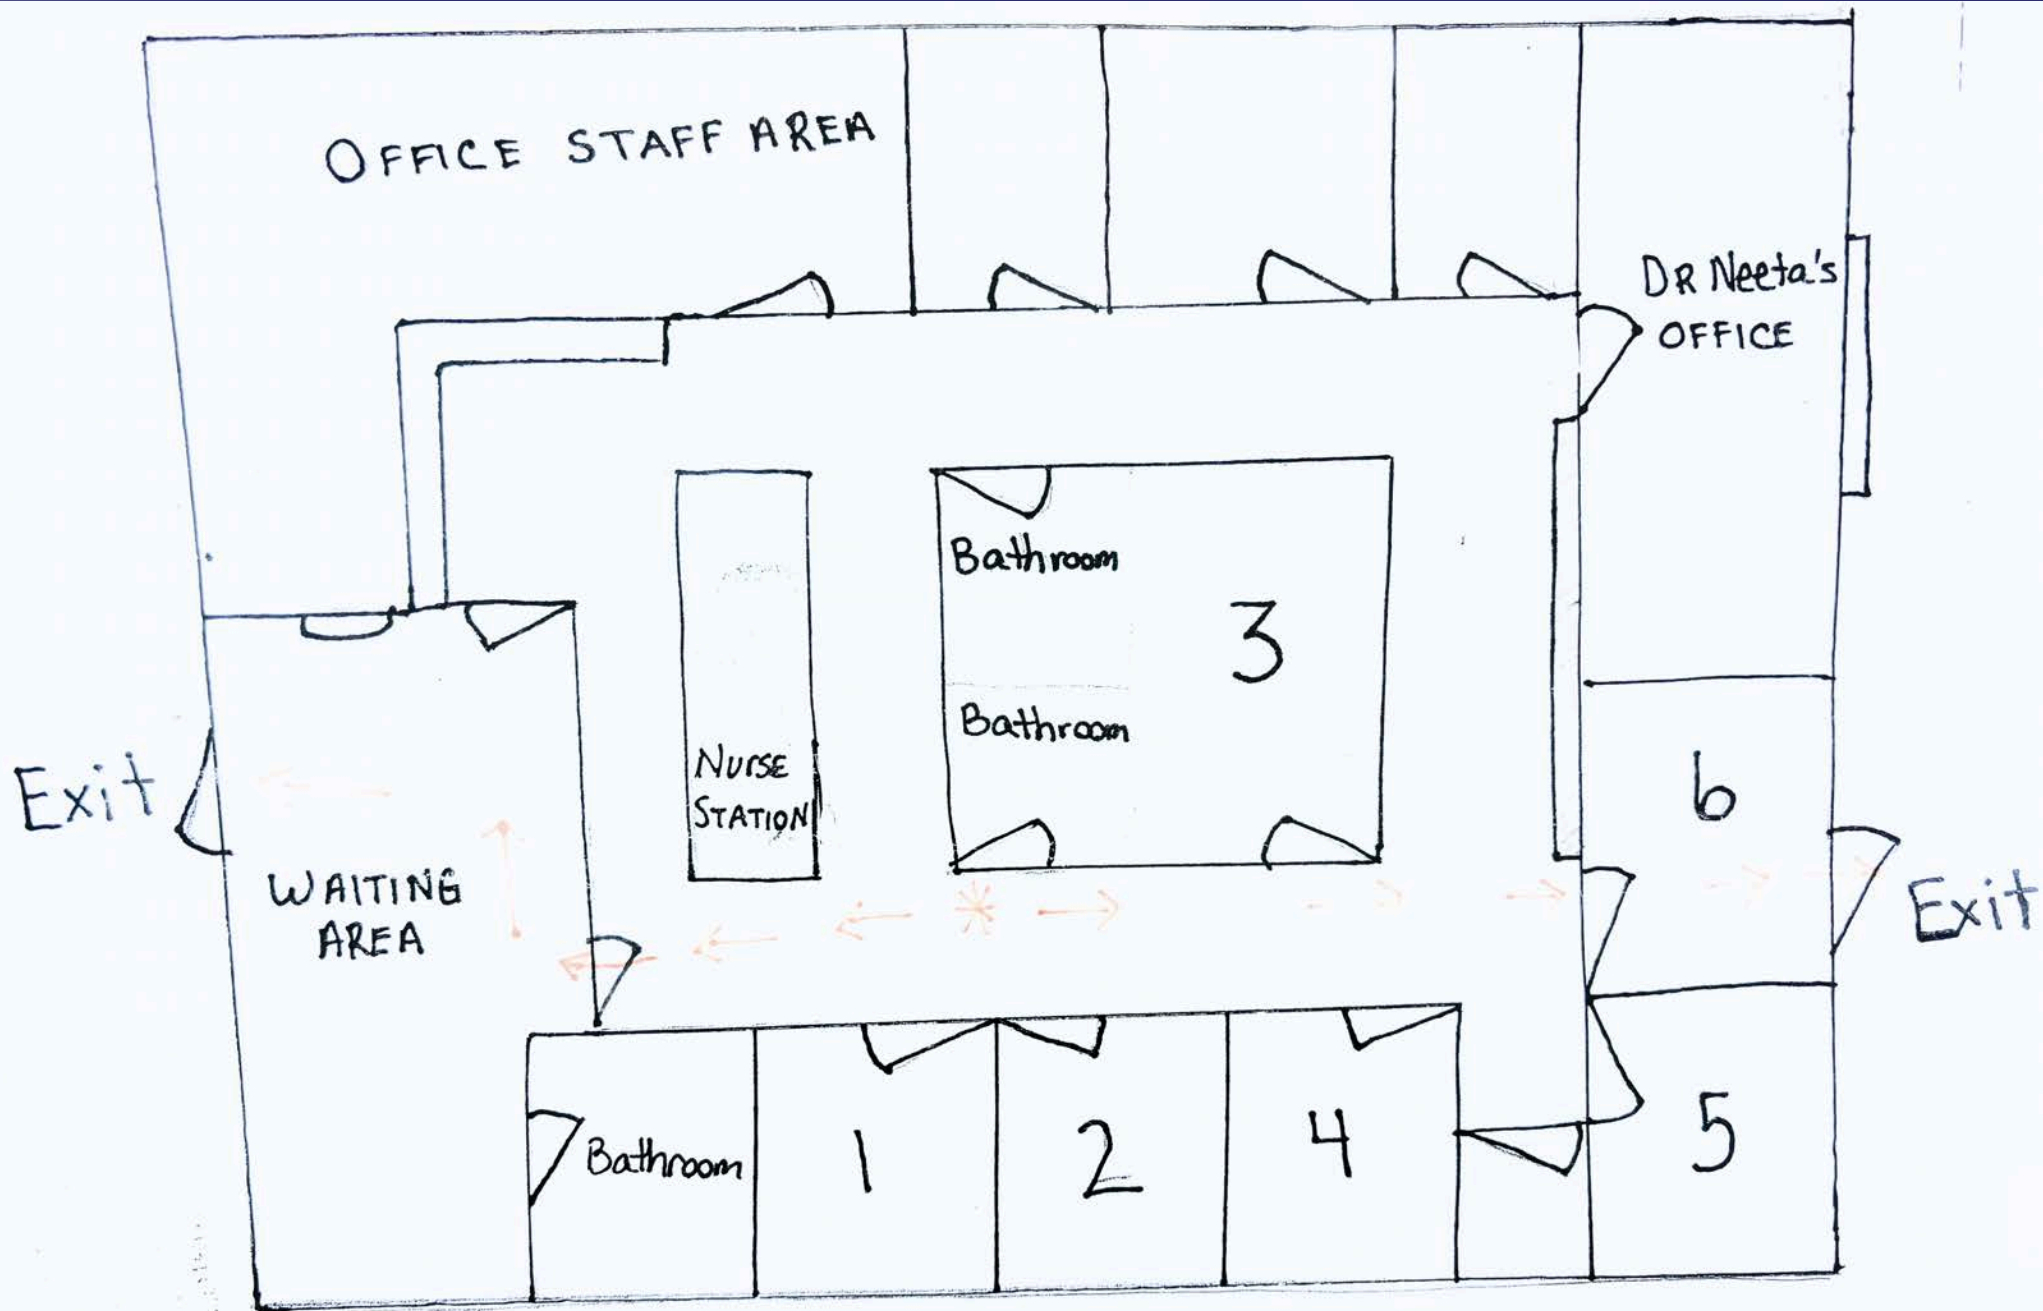 OFFICE STAFF AREA
DR Neeta's
OFFICE
Bathroom
3
Bathroom
NURSE
STATION
6
Exit
WAITING
AREA
Exit
Bathroom
1
2
4
5